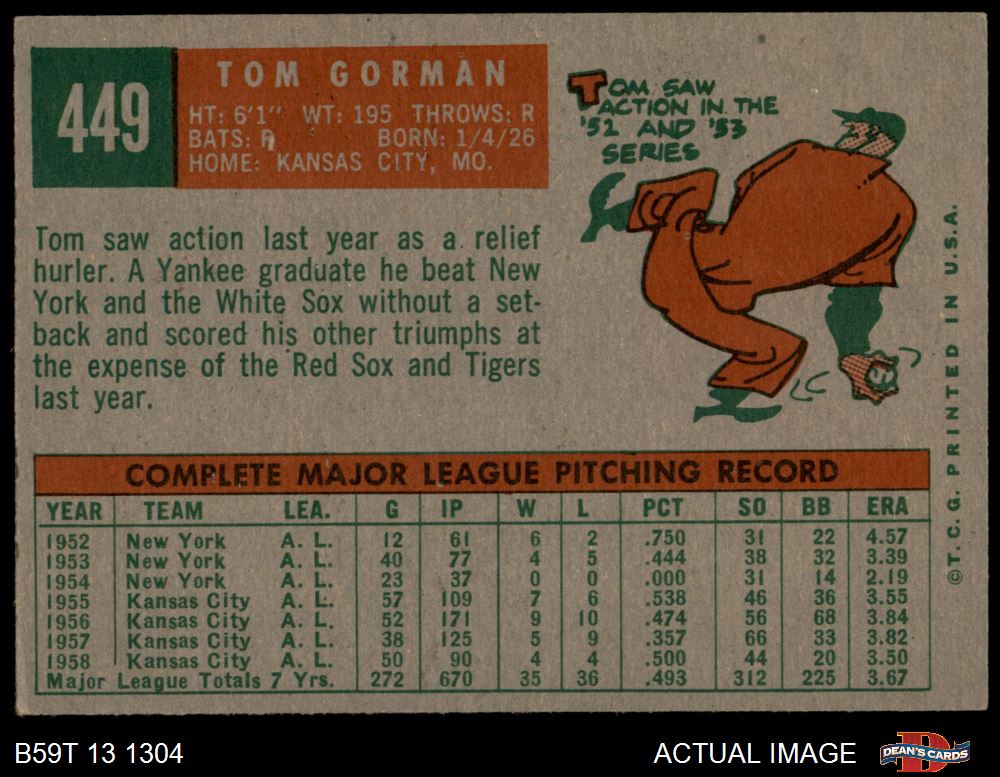 449
TOM GORMAN
HT: 6'1" WT: 195 THROWS: R
BATS: R BORN: 1/4/26
HOME: KANSAS CITY, MO.
TOM SAW
ACTION IN THE
'52 AND '53
SERIES
Tom saw action last year as a relief
hurler. A Yankee graduate he beat New
York and the White Sox without a set-
back and scored his other triumphs at
the expense of the Red Sox and Tigers
last year.
COMPLETE MAJOR LEAGUE PITCHING RECORD
YEAR TEAM LEA. G IP W L PCT SO BB ERA
1952 New York A. L. 12 61 6 2 .750 31 22 4.57
1953 New York A. L. 40 77 4 5 .444 38 32 3.39
1954 New York A. L. 23 37 0 0 .000 31 14 2.19
1955 Kansas City A. L. 57 109 7 6 .538 46 36 3.55
1956 Kansas City A. L. 52 171 9 10 .474 56 68 3.84
1957 Kansas City A. L. 38 125 5 9 .357 66 33 3.82
1958 Kansas City A. L. 50 90 4 4 .500 44 20 3.50
Major League Totals 7 Yrs. 272 670 35 36 .493 312 225 3.67
©T. C. G. PRINTED IN U.S.A.
B59T 13 1304
ACTUAL IMAGE
D
DEAN'S CARDS